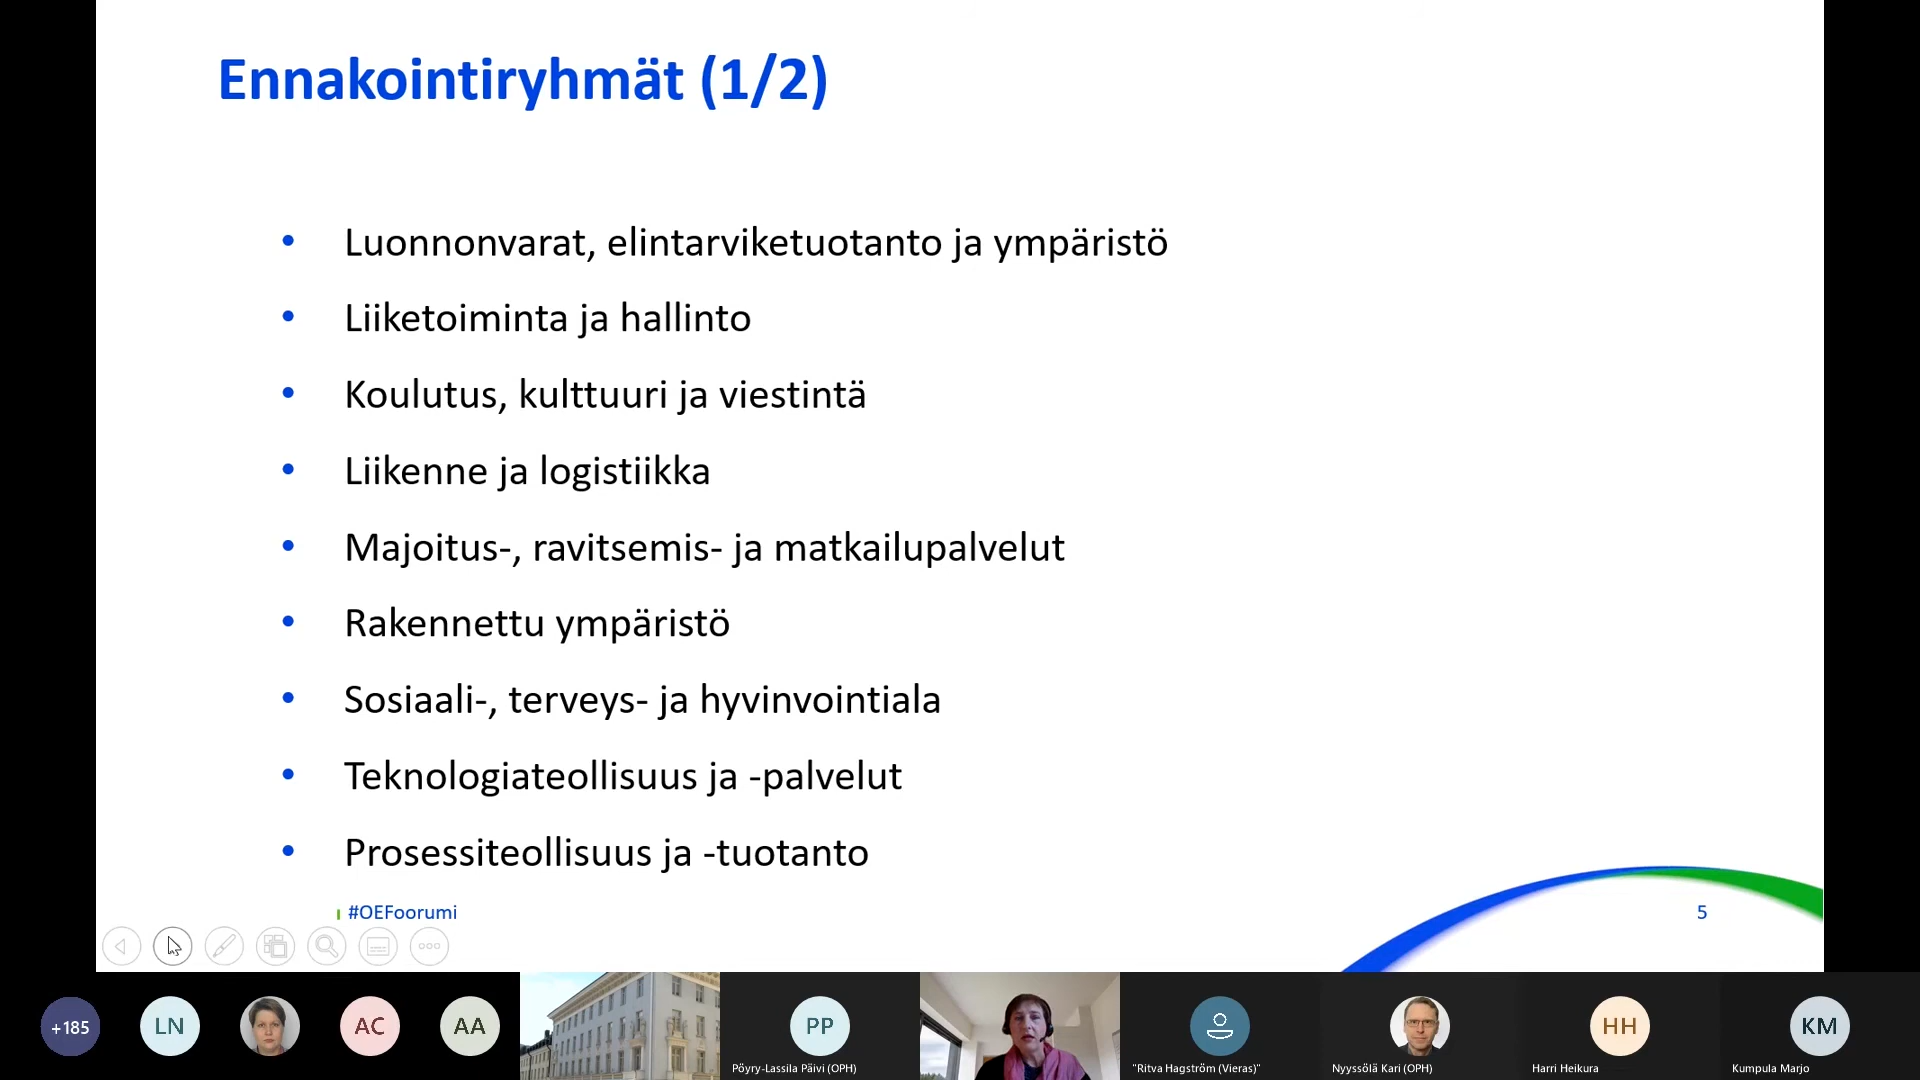 Ennakointiryhmät (1/2)
• Luonnonvarat, elintarviketuotanto ja ympäristö
• Liiketoiminta ja hallinto
• Koulutus, kulttuuri ja viestintä
• Liikenne ja logistiikka
• Majoitus-, ravitsemis- ja matkailupalvelut
• Rakennettu ympäristö
• Sosiaali-, terveys- ja hyvinvointiala
• Teknologiateollisuus ja -palvelut
• Prosessiteollisuus ja -tuotanto
#OEFoorumi
5
+185
LN
AC
AA
PP
HH
KM
Pöyry-Lassila Päivi (OPH)
"Ritva Hagström (Vieras)"
Nyyssölä Kari (OPH)
Harri Heikura
Kumpula Marjo